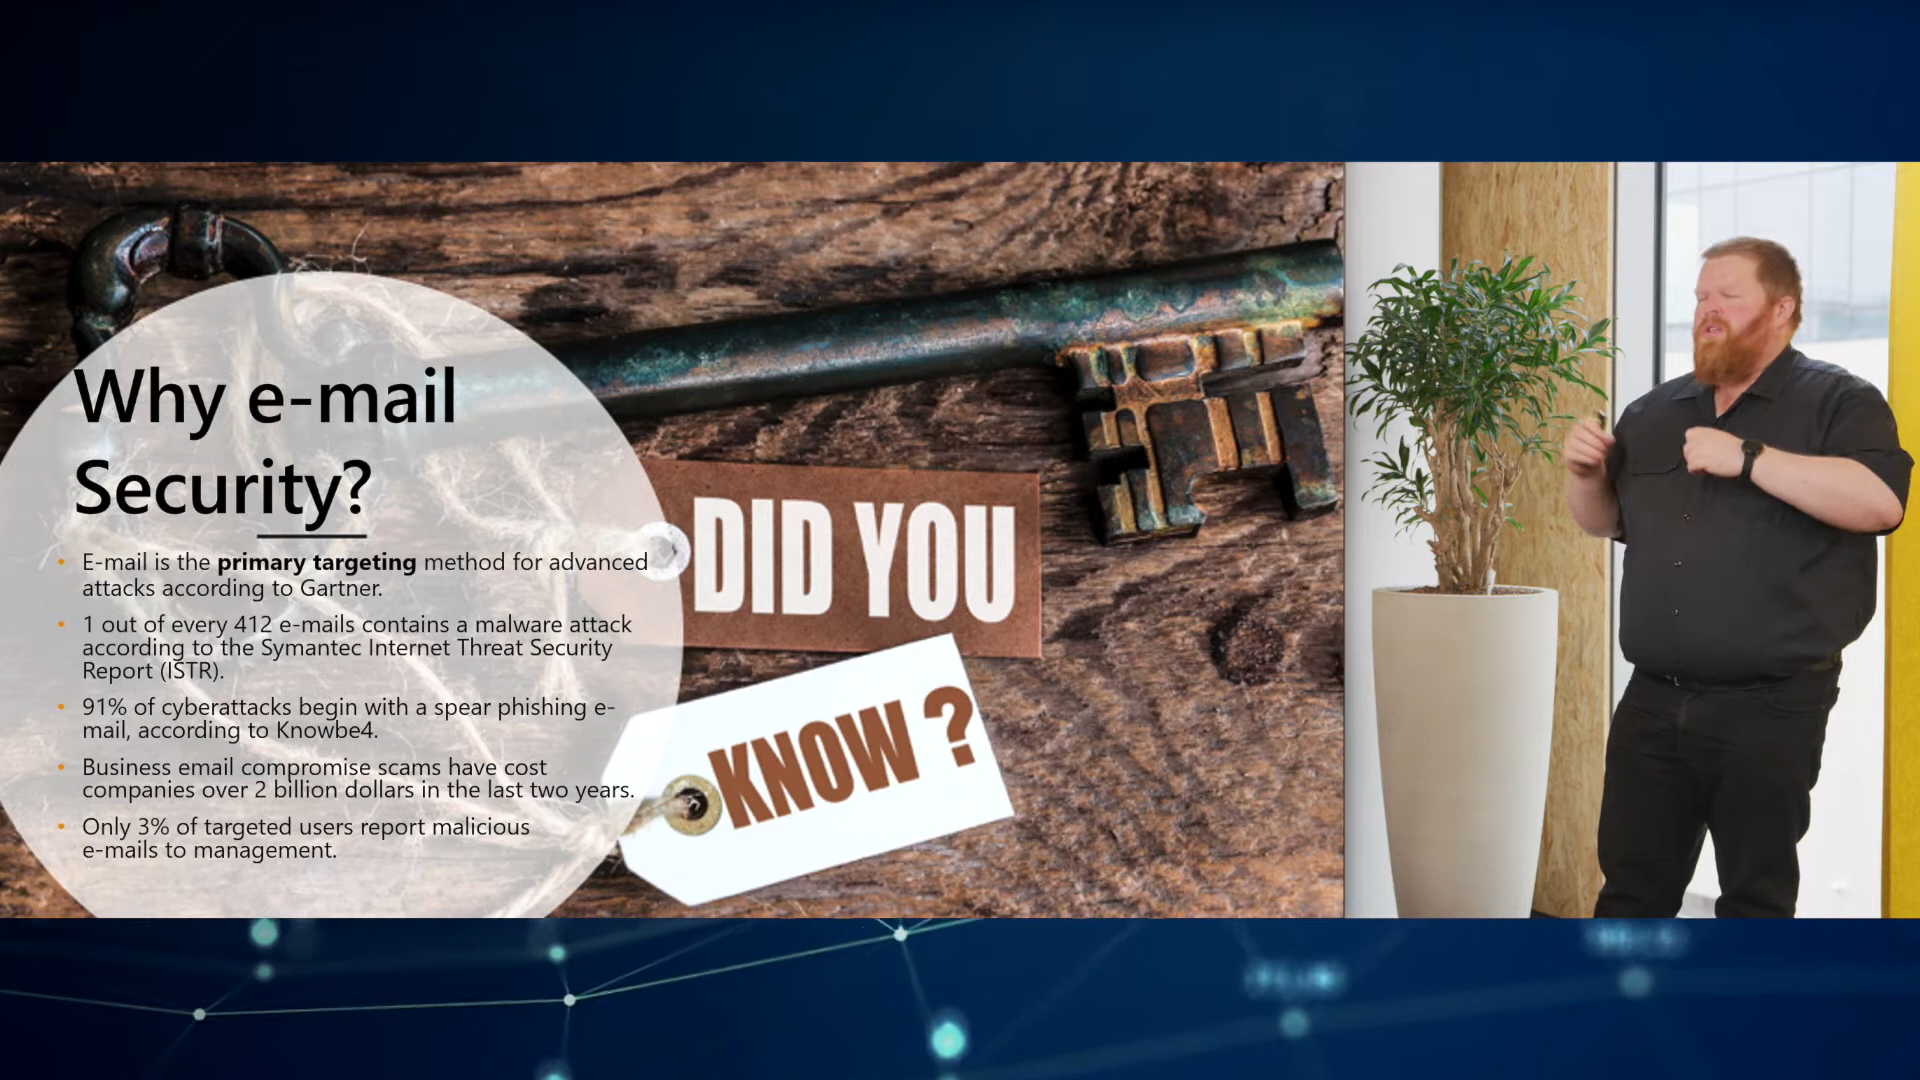 Why e-mail
Security?
• E-mail is the primary targeting method for advanced
attacks according to Gartner.
• 1 out of every 412 e-mails contains a malware attack
according to the Symantec Internet Threat Security
Report (ISTR).
• 91% of cyberattacks begin with a spear phishing e-
mail, according to Knowbe4.
• Business email compromise scams have cost
companies over 2 billion dollars in the last two years.
• Only 3% of targeted users report malicious
e-mails to management.
DID YOU
KNOW ?